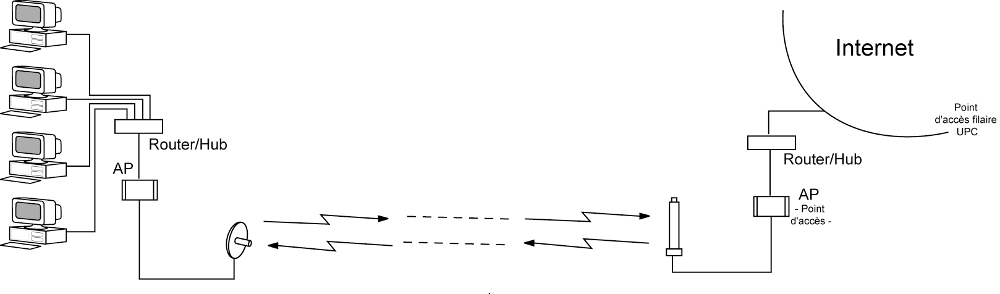 Internet
Point
d'accès filaire
UPC
Router/Hub
Router/Hub
AP
AP
- Point
d'accès -